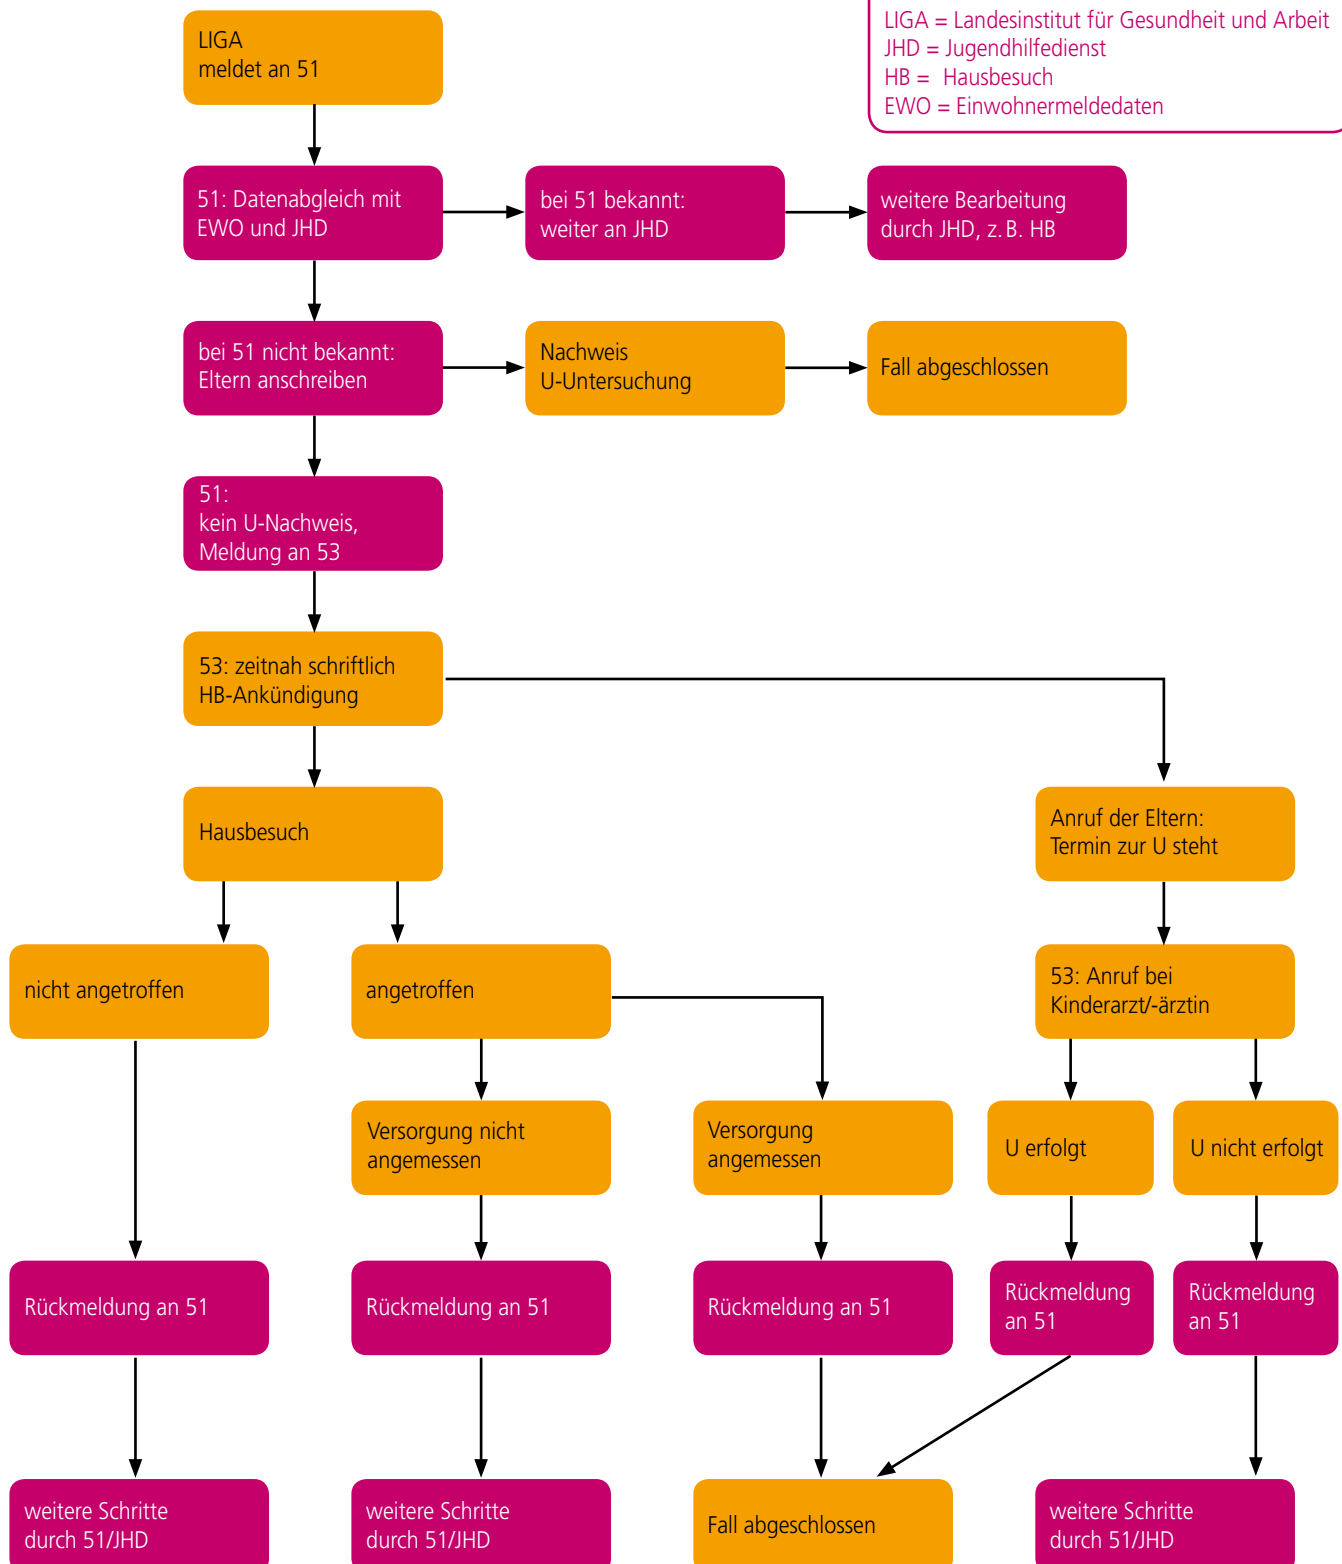 LIGA
meldet an 51
LIGA = Landesinstitut für Gesundheit und Arbeit
JHD = Jugendhilfedienst
HB = Hausbesuch
EWO = Einwohnermeldedaten
51: Datenabgleich mit
EWO und JHD
bei 51 bekannt:
weiter an JHD
weitere Bearbeitung
durch JHD, z. B. HB
bei 51 nicht bekannt:
Eltern anschreiben
Nachweis
U-Untersuchung
Fall abgeschlossen
51:
kein U-Nachweis,
Meldung an 53
53: zeitnah schriftlich
HB-Ankündigung
Hausbesuch
Anruf der Eltern:
Termin zur U steht
nicht angetroffen
angetroffen
53: Anruf bei
Kinderarzt/-ärztin
Versorgung nicht
angemessen
Versorgung
angemessen
U erfolgt
U nicht erfolgt
Rückmeldung an 51
Rückmeldung an 51
Rückmeldung an 51
Rückmeldung
an 51
Rückmeldung
an 51
weitere Schritte
durch 51/JHD
weitere Schritte
durch 51/JHD
Fall abgeschlossen
weitere Schritte
durch 51/JHD